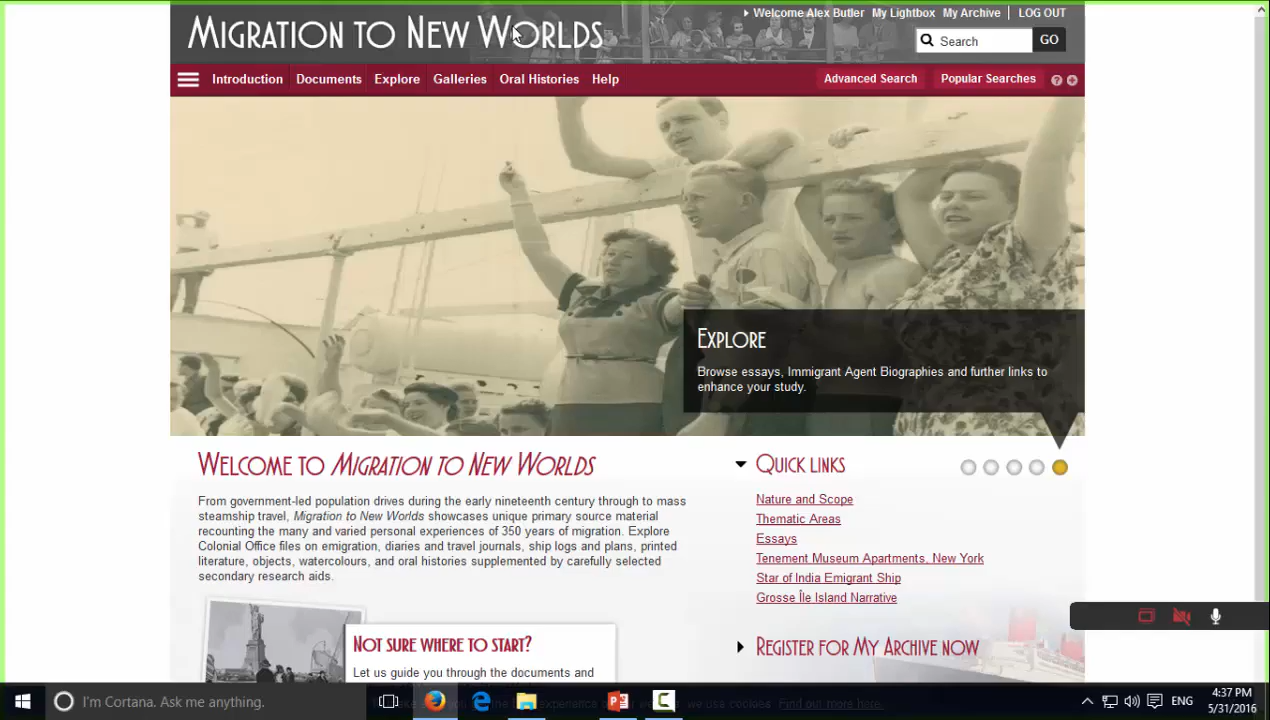 MIGRATION TO NEW WORLDS
Welcome Alex Butler My Lightbox My Archive LOG OUT
Search GO
Introduction Documents Explore Galleries Oral Histories Help Advanced Search Popular Searches
EXPLORE
Browse essays, Immigrant Agent Biographies and further links to
enhance your study.
WELCOME TO MIGRATION TO NEW WORLDS
From government-led population drives during the early nineteenth century through to mass
steamship travel, Migration to New Worlds showcases unique primary source material
recounting the many and varied personal experiences of 350 years of migration. Explore
Colonial Office files on emigration, diaries and travel journals, ship logs and plans, printed
literature, objects, watercolours, and oral histories supplemented by carefully selected
secondary research aids.
NOT SURE WHERE TO START?
Let us guide you through the documents and
QUICK LINKS
Nature and Scope
Thematic Areas
Essays
Tenement Museum Apartments, New York
Star of India Emigrant Ship
Grosse Île Island Narrative
REGISTER FOR MY ARCHIVE NOW
I'm Cortana. Ask me anything.
we use cookies. Find out more here.
ENG
4:37 PM
5/31/2016